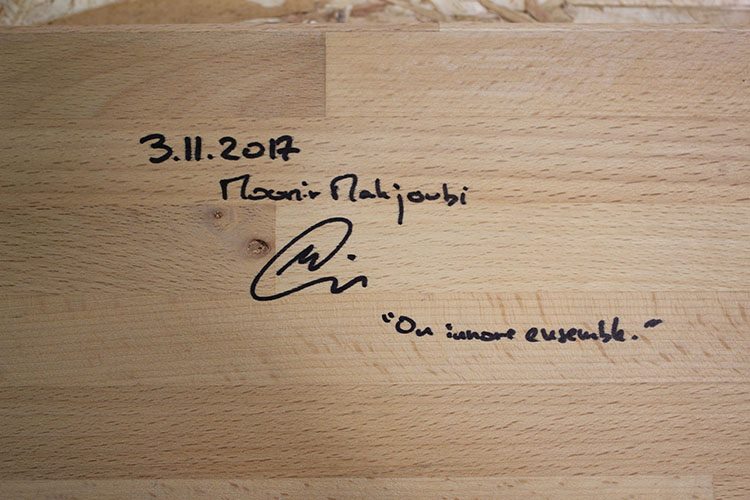 3.11.2017
Mounir Mahjoubi
"On innove ensemble."